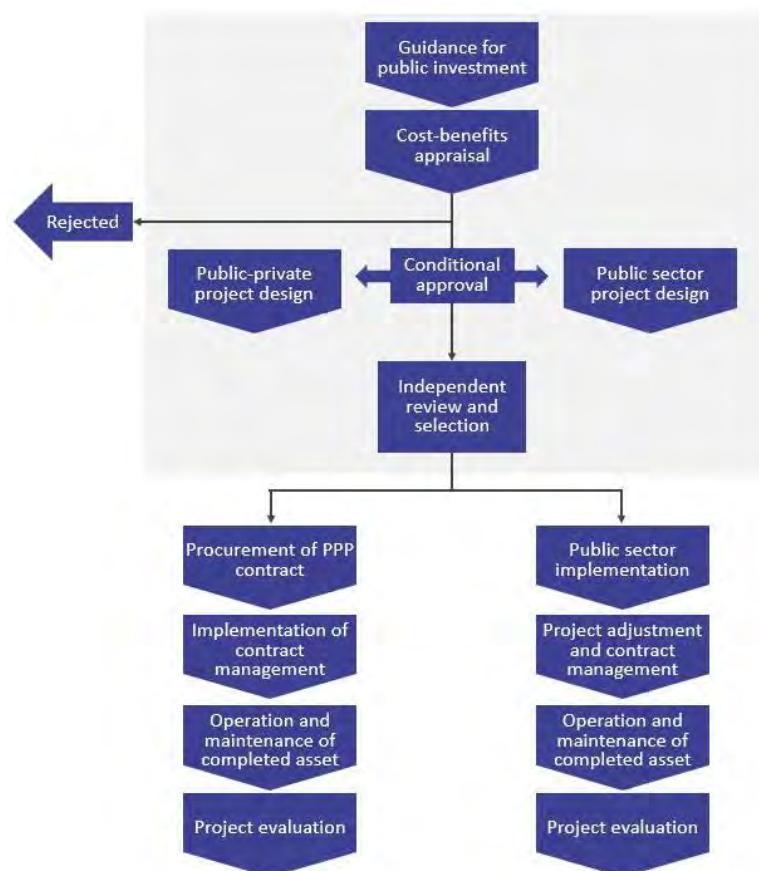 Guidance for
public investment
Cost-benefits
appraisal
Rejected
Public-private
project design
Conditional
approval
Public sector
project design
Independent
review and
selection
Procurement of PPP
contract
Public sector
implementation
Implementation of
contract
management
Project adjustment
and contract
management
Operation and
maintenance of
completed asset
Operation and
maintenance of
completed asset
Project evaluation
Project evaluation